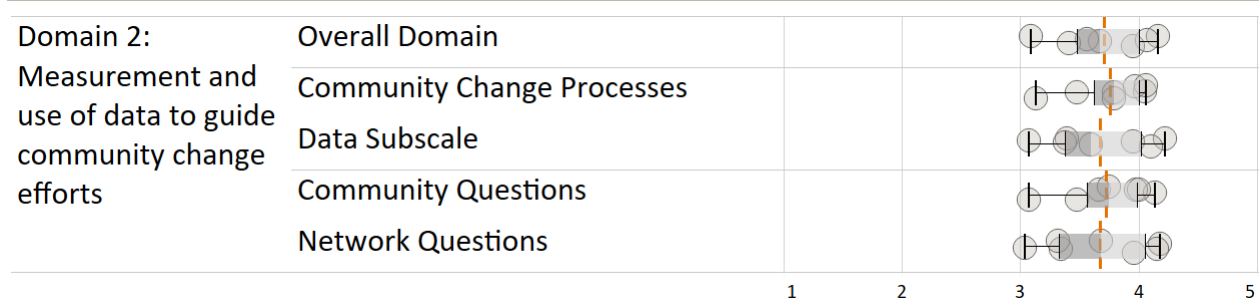 Domain 2:
Measurement and
use of data to guide
community change
efforts
Overall Domain
Community Change Processes
Data Subscale
Community Questions
Network Questions
1 2 3 4 5